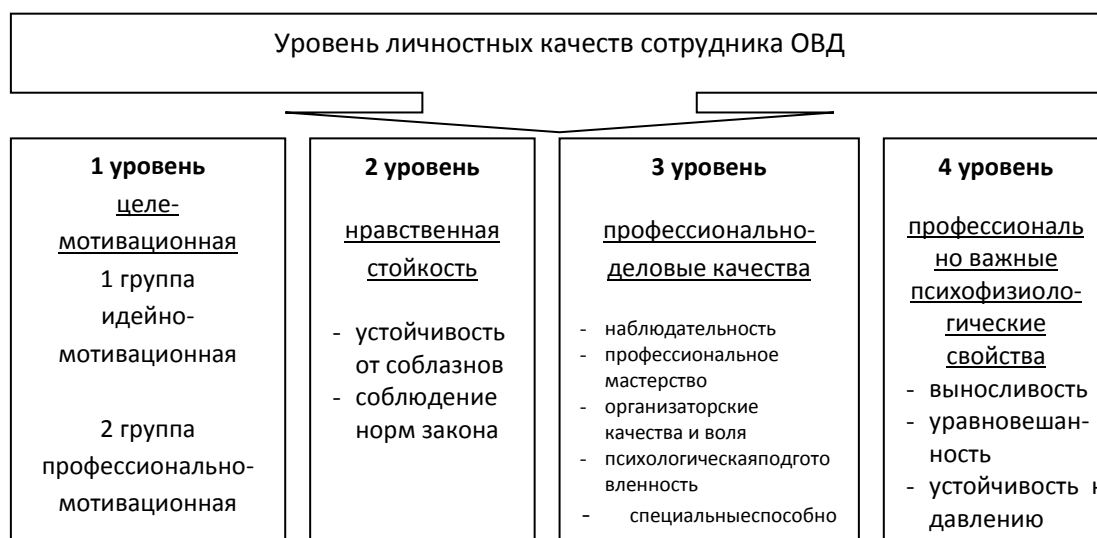 Уровень личностных качеств сотрудника ОВД
1 уровень
целе-
мотивационная
1 группа
идейно-
мотивационная
2 группа
профессионально-
мотивационная
2 уровень
нравственная
стойкость
- устойчивость
от соблазнов
- соблюдение
норм закона
3 уровень
профессионально-
деловые качества
- наблюдательность
- профессиональное
мастерство
- организаторские
качества и воля
- психологическаяподгото
вленность
- специальныеспособно
4 уровень
профессиональ
но важные
психофизиоло-
гические
свойства
- выносливость
- уравновешан-
ность
- устойчивость
давлению